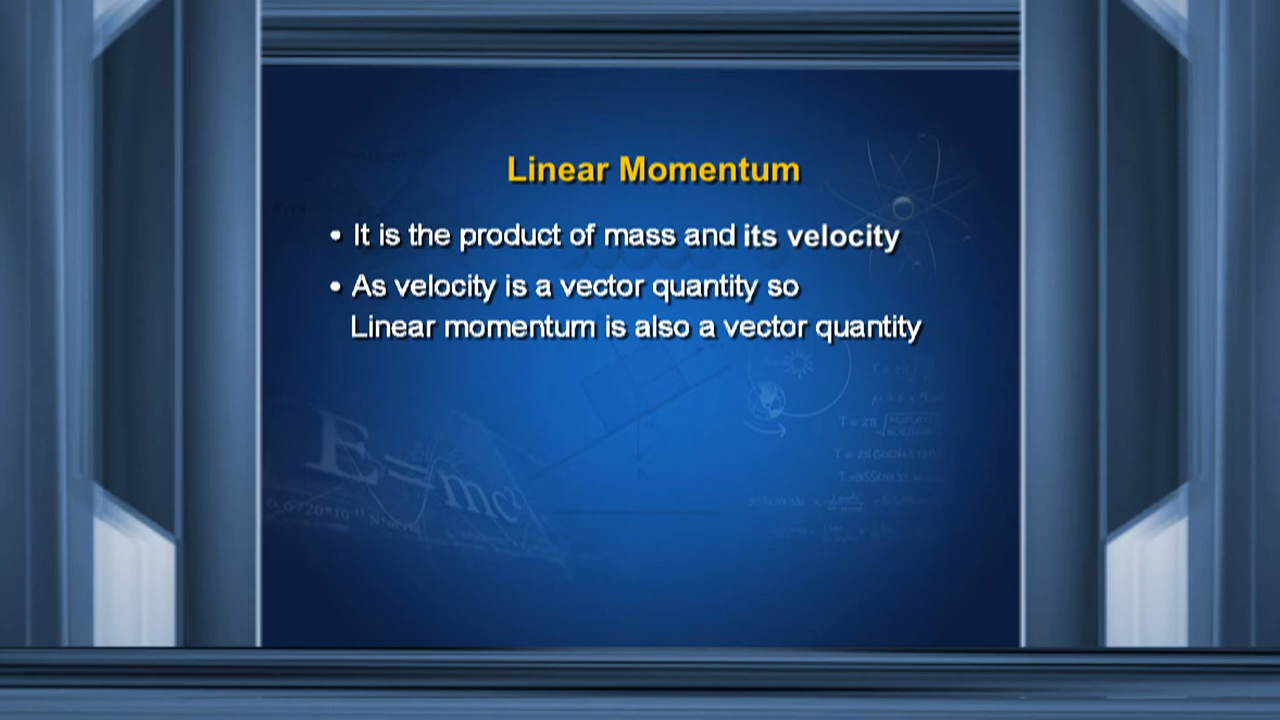 Linear Momentum
• It is the product of mass and its velocity
• As velocity is a vector quantity so
Linear momentum is also a vector quantity
E=mc²